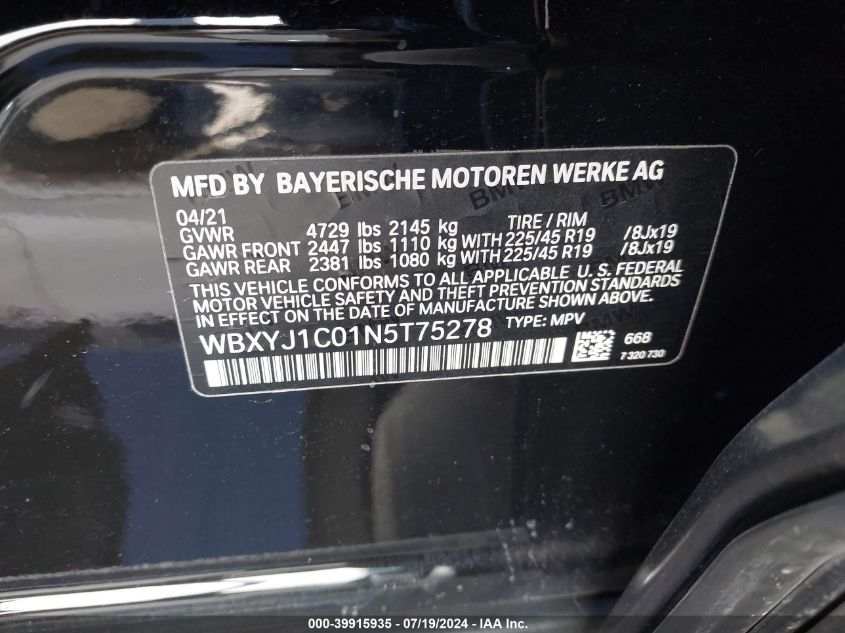 MFD BY BAYERISCHE MOTOREN WERKE AG
04/21 TIRE / RIM
GVWR 4729 lbs 2145 kg
GAWR FRONT 2447 lbs 1110 kg WITH 225/45 R19 /8Jx19
GAWR REAR 2381 lbs 1080 kg WITH 225/45 R19 /8Jx19
THIS VEHICLE CONFORMS TO ALL APPLICABLE U. S. FEDERAL
MOTOR VEHICLE SAFETY AND THEFT PREVENTION STANDARDS
IN EFFECT ON THE DATE OF MANUFACTURE SHOWN ABOVE.
WBXYJ1C01N5T75278 TYPE: MPV
668
7 320 730
000-39915935 - 07/19/2024 - IAA Inc.